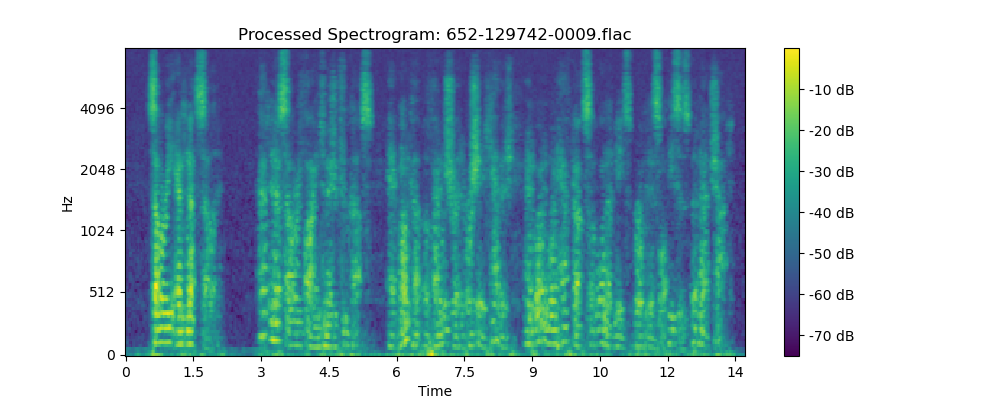 Processed Spectrogram: 652-129742-0009.flac
Hz
4096
2048
1024
512
0
0 1.5 3 4.5 6 7.5 9 10 12 14
Time
-10 dB
-20 dB
-30 dB
-40 dB
-50 dB
-60 dB
-70 dB